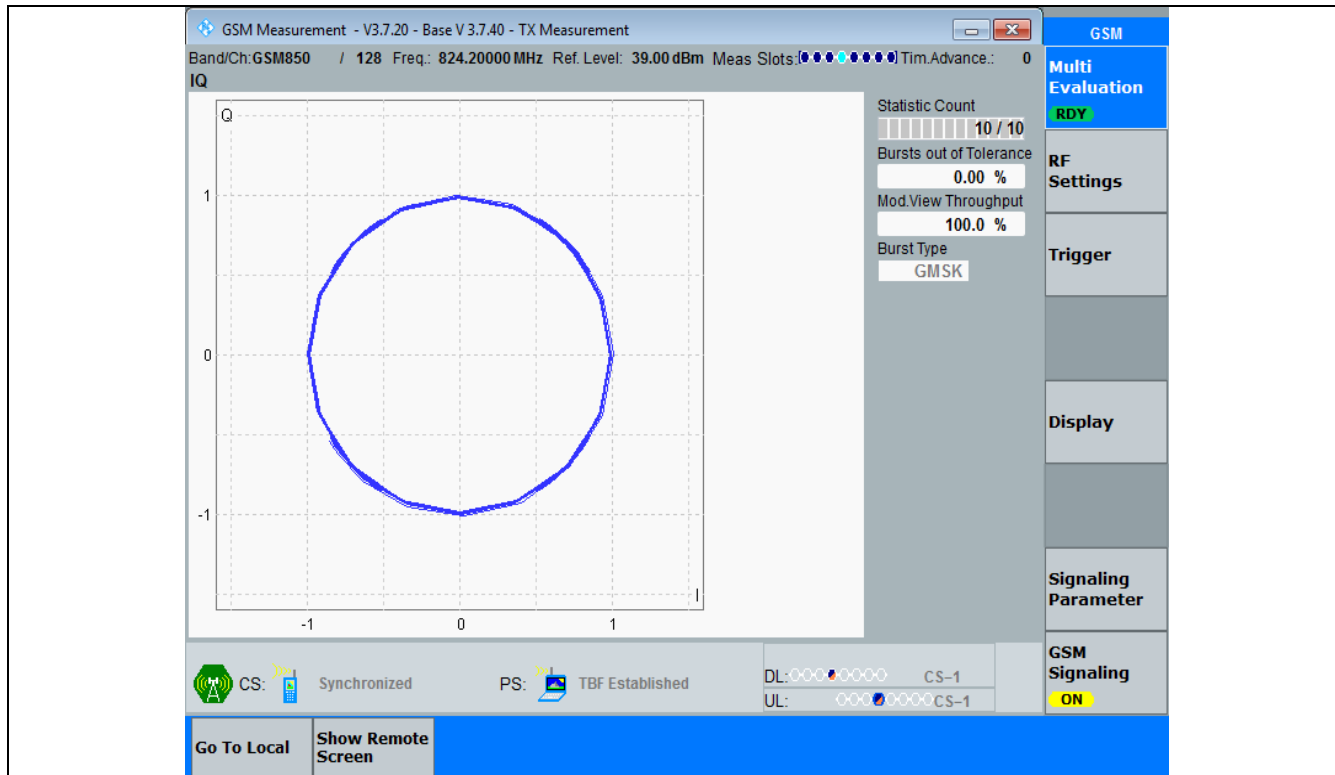 GSM Measurement - V3.7.20 - Base V 3.7.40 - TX Measurement
GSM
Band/Ch:GSM850 / 128 Freq.: 824.20000 MHz Ref. Level: 39.00 dBm Meas Slots:[ ] Tim.Advance.: 0
IQ
Multi
Evaluation
RDY
Q
Statistic Count
10 / 10
Bursts out of Tolerance
0.00 %
Mod.View Throughput
100.0 %
Burst Type
GMSK
RF
Settings
Trigger
1
0
-1
I
-1 0 1
Display
Signaling
Parameter
GSM
Signaling
ON
CS: Synchronized PS: TBF Established
DL: CS–1
UL: CS–1
Go To Local
Show Remote
Screen